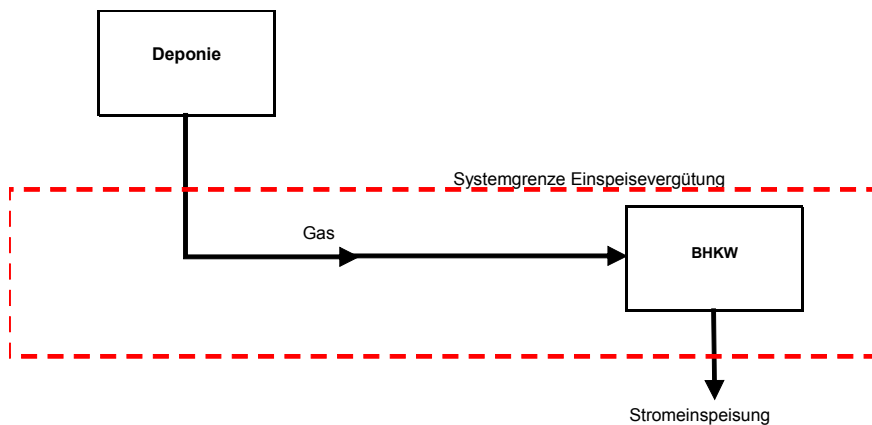 Deponie
Systemgrenze Einspeisevergütung
Gas
BHKW
Stromeinspeisung